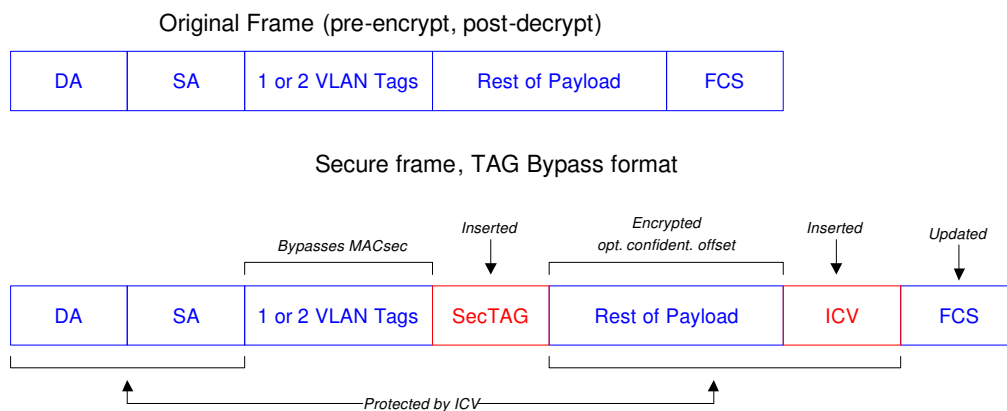 Original Frame (pre-encrypt, post-decrypt)
DA SA 1 or 2 VLAN Tags Rest of Payload FCS
Secure frame, TAG Bypass format
Bypasses MACsec Inserted Encrypted Inserted Updated
opt. confident. offset
DA SA 1 or 2 VLAN Tags SecTAG Rest of Payload ICV FCS
Protected by ICV